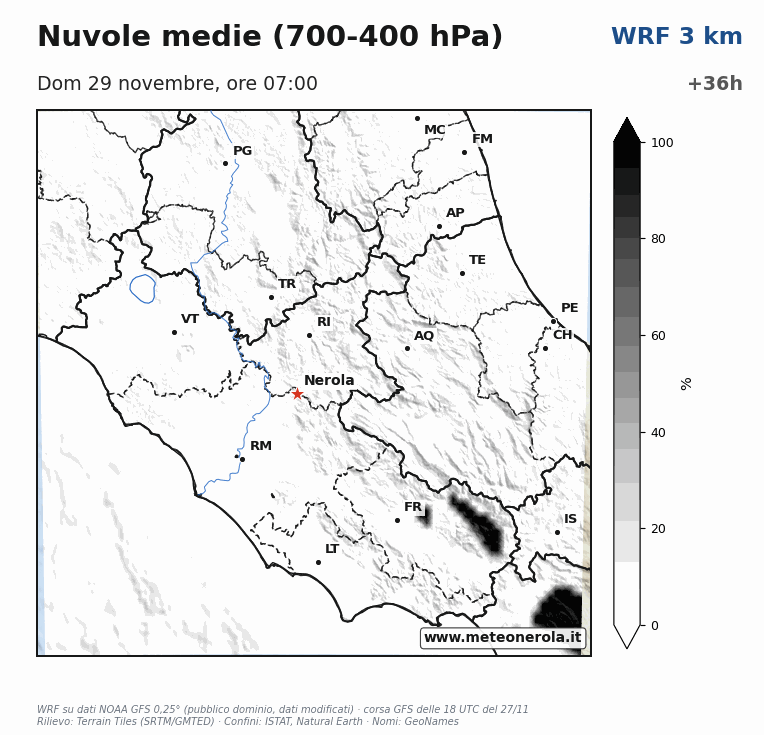 Nuvole medie (700-400 hPa)
WRF 3 km
Dom 29 novembre, ore 07:00
+36h
MC
FM
PG
AP
TE
TR
PE
VT
RI
AQ
CH
Nerola
RM
FR
IS
LT
www.meteonerola.it
100
80
60
40
20
0
%
WRF su dati NOAA GFS 0,25° (pubblico dominio, dati modificati) · corsa GFS delle 18 UTC del 27/11
Rilievo: Terrain Tiles (SRTM/GMTED) · Confini: ISTAT, Natural Earth · Nomi: GeoNames